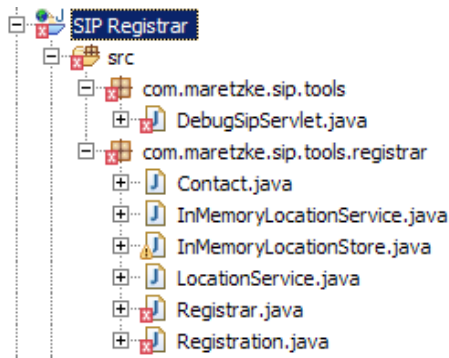 SIP Registrar
src
com.maretzke.sip.tools
DebugSipServlet.java
com.maretzke.sip.tools.registrar
Contact.java
InMemoryLocationService.java
InMemoryLocationStore.java
LocationService.java
Registrar.java
Registration.java